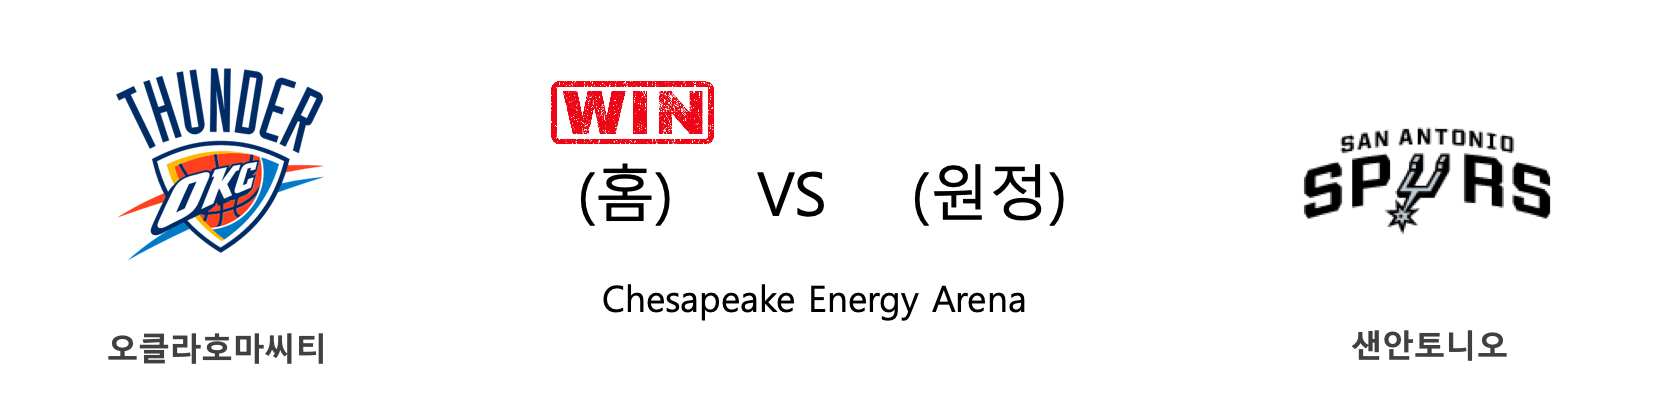 THUNDER
OKC
오클라호마씨티
WIN
(홈) VS (원정)
Chesapeake Energy Arena
SAN ANTONIO
SPURS
샌안토니오